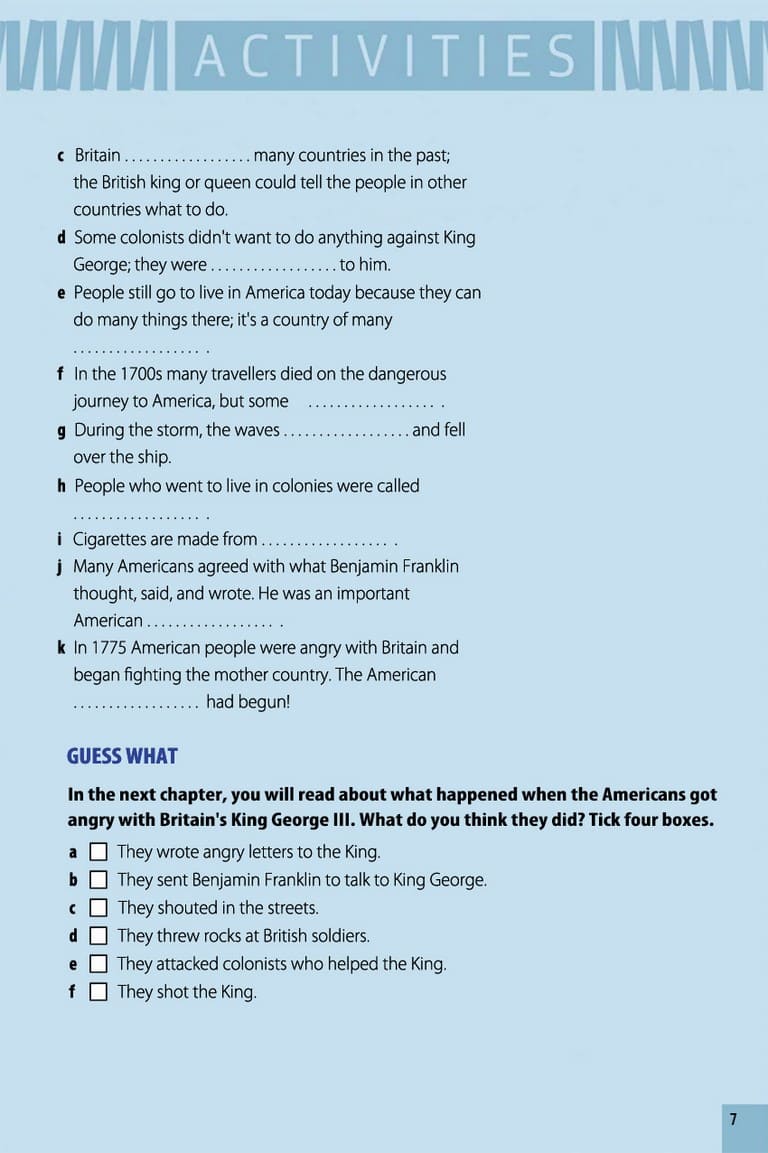 ACTIVITIES
c Britain .................. many countries in the past;
the British king or queen could tell the people in other
countries what to do.
d Some colonists didn't want to do anything against King
George; they were .................. to him.
e People still go to live in America today because they can
do many things there; it's a country of many
.................. .
f In the 1700s many travellers died on the dangerous
journey to America, but some .................. .
g During the storm, the waves .................. and fell
over the ship.
h People who went to live in colonies were called
.................. .
i Cigarettes are made from .................. .
j Many Americans agreed with what Benjamin Franklin
thought, said, and wrote. He was an important
American .................. .
k In 1775 American people were angry with Britain and
began fighting the mother country. The American
.................. had begun!
GUESS WHAT
In the next chapter, you will read about what happened when the Americans got
angry with Britain's King George III. What do you think they did? Tick four boxes.
a They wrote angry letters to the King.
b They sent Benjamin Franklin to talk to King George.
c They shouted in the streets.
d They threw rocks at British soldiers.
e They attacked colonists who helped the King.
f They shot the King.
7